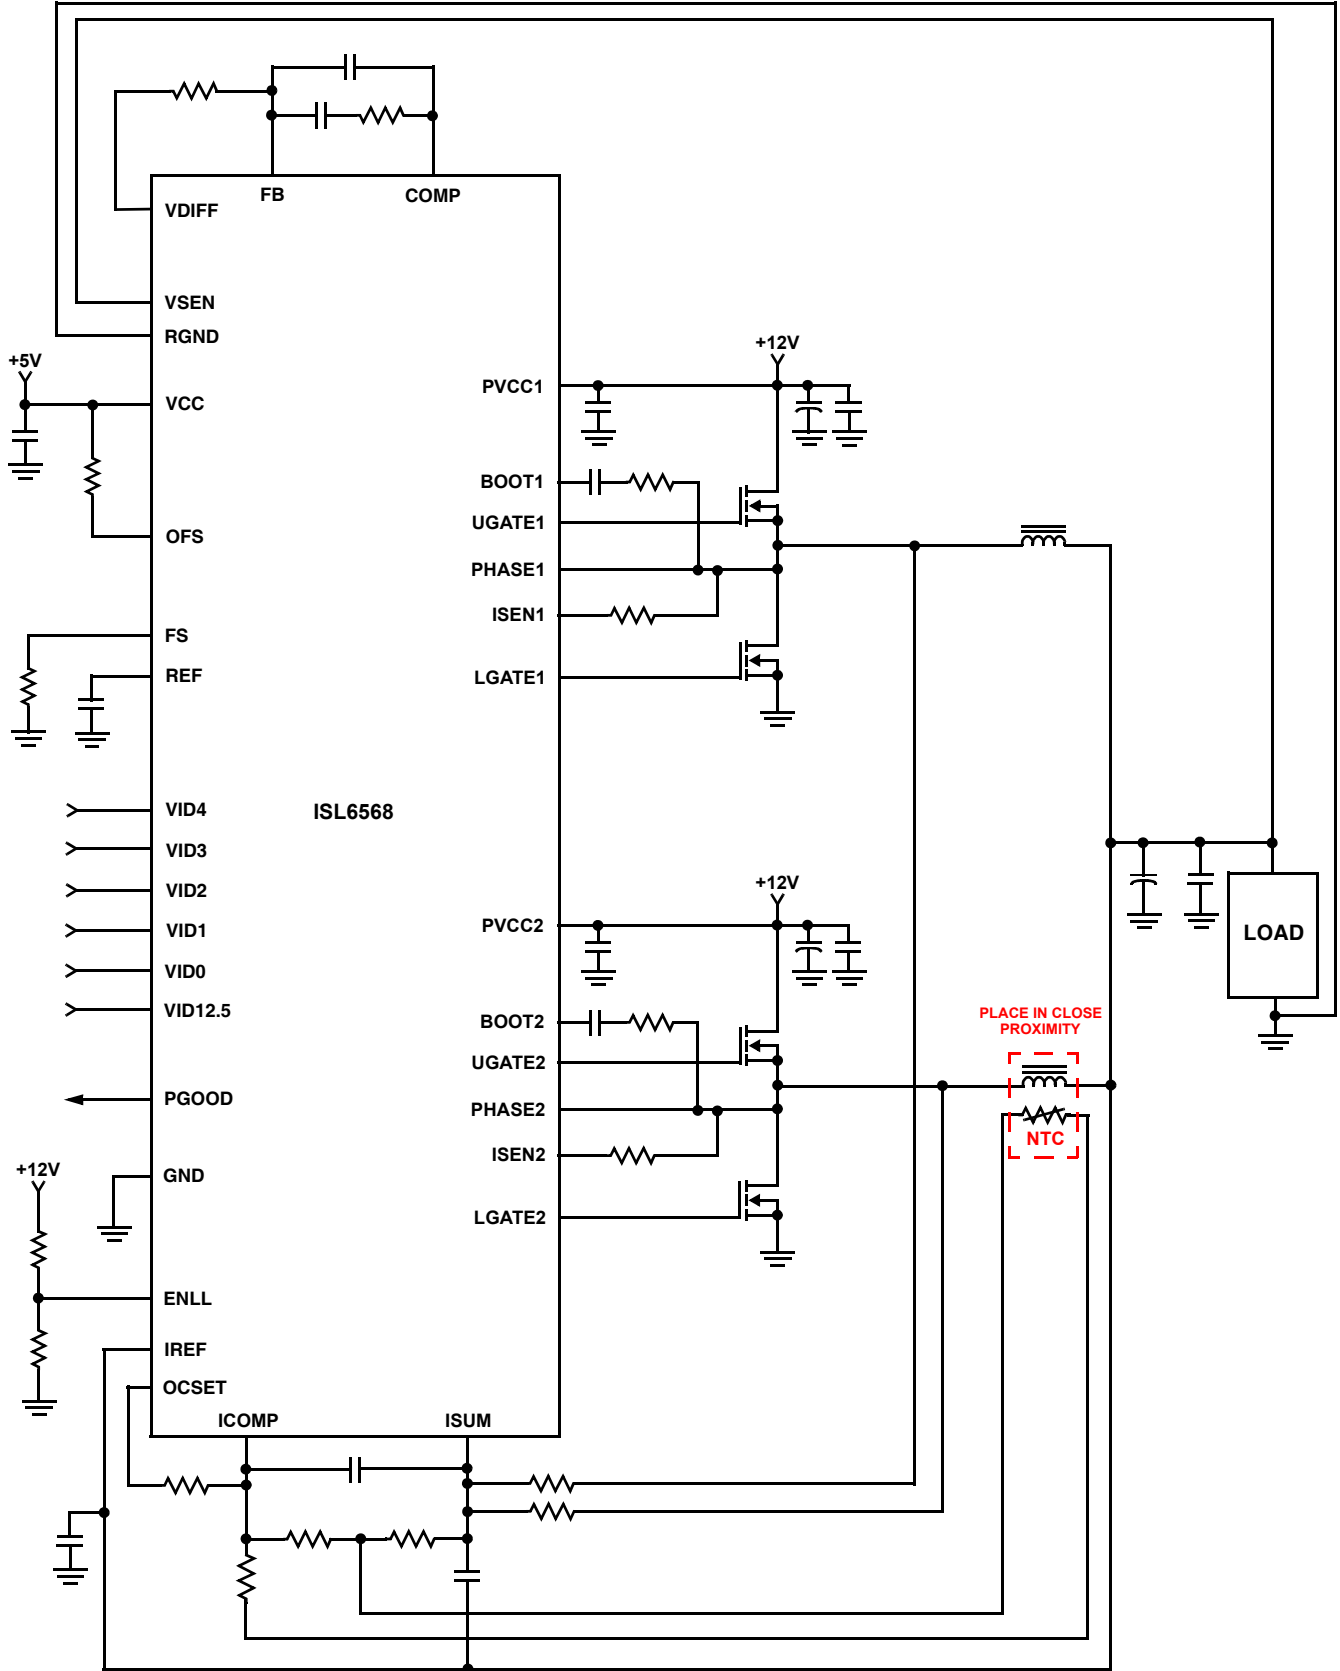 FB
COMP
VDIFF
VSEN
RGND
+5V
VCC
OFS
FS
REF
VID4
VID3
VID2
VID1
VID0
VID12.5
PGOOD
+12V
GND
ENLL
IREF
OCSET
ICOMP
ISUM
ISL6568
+12V
PVCC1
BOOT1
UGATE1
PHASE1
ISEN1
LGATE1
+12V
PVCC2
BOOT2
UGATE2
PHASE2
ISEN2
LGATE2
LOAD
PLACE IN CLOSE
PROXIMITY
NTC